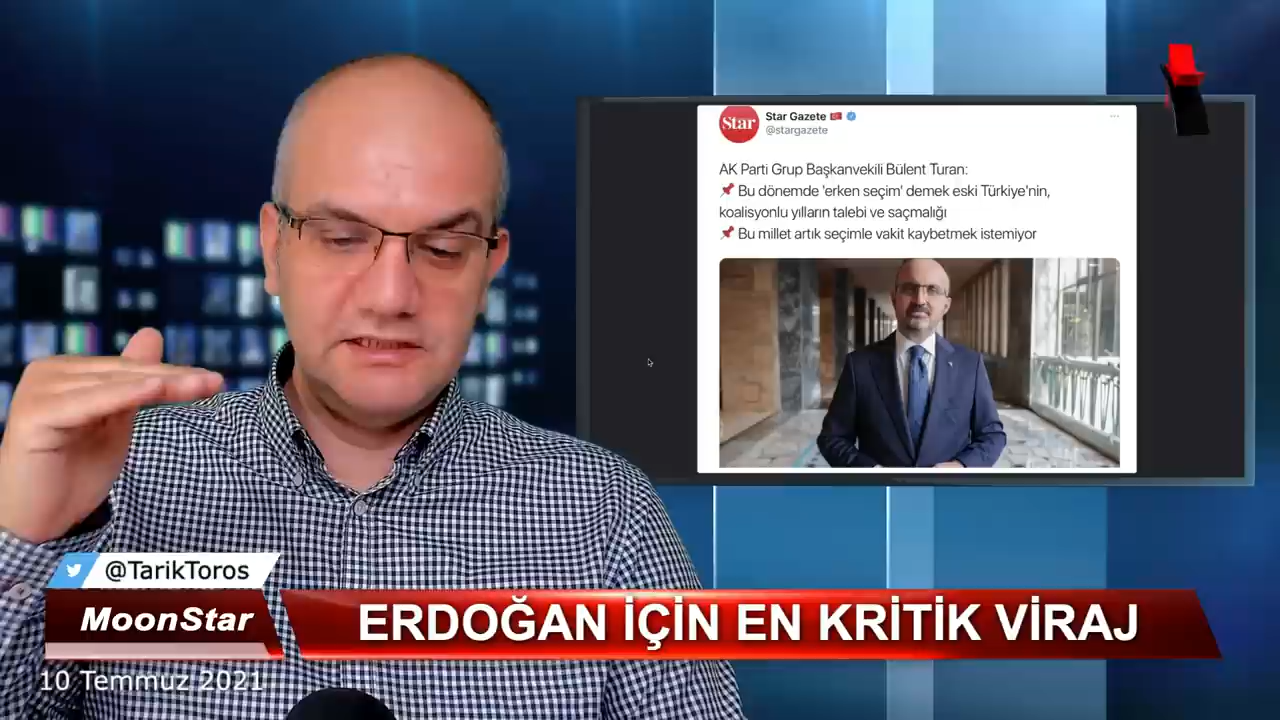 Star
Star Gazete
@stargazete
AK Parti Grup Başkanvekili Bülent Turan:
Bu dönemde 'erken seçim' demek eski Türkiye'nin,
koalisyonlu yılların talebi ve saçmalığı
Bu millet artık seçimle vakit kaybetmek istemiyor
@TarikToros
MoonStar
ERDOĞAN İÇİN EN KRİTİK VİRAJ
10 Temmuz 2021